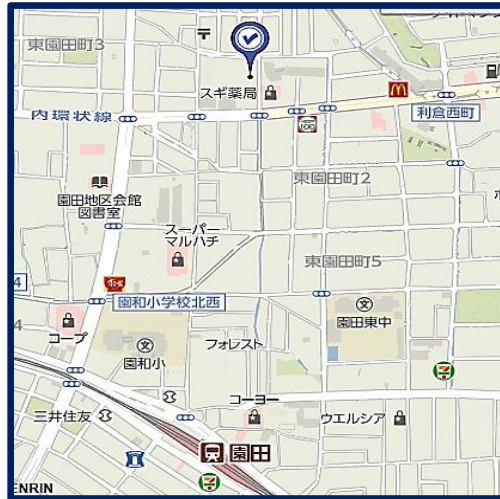 東園田町3
スギ薬局
内環状線
利倉西町
東園田町2
園田地区会館
図書室
スーパー
マルハチ
東園田町5
4
園和小学校北西
コープ
園和小
フォレスト
園田東中
コーヨー
三井住友
ウエルシア
園田
ENRIN